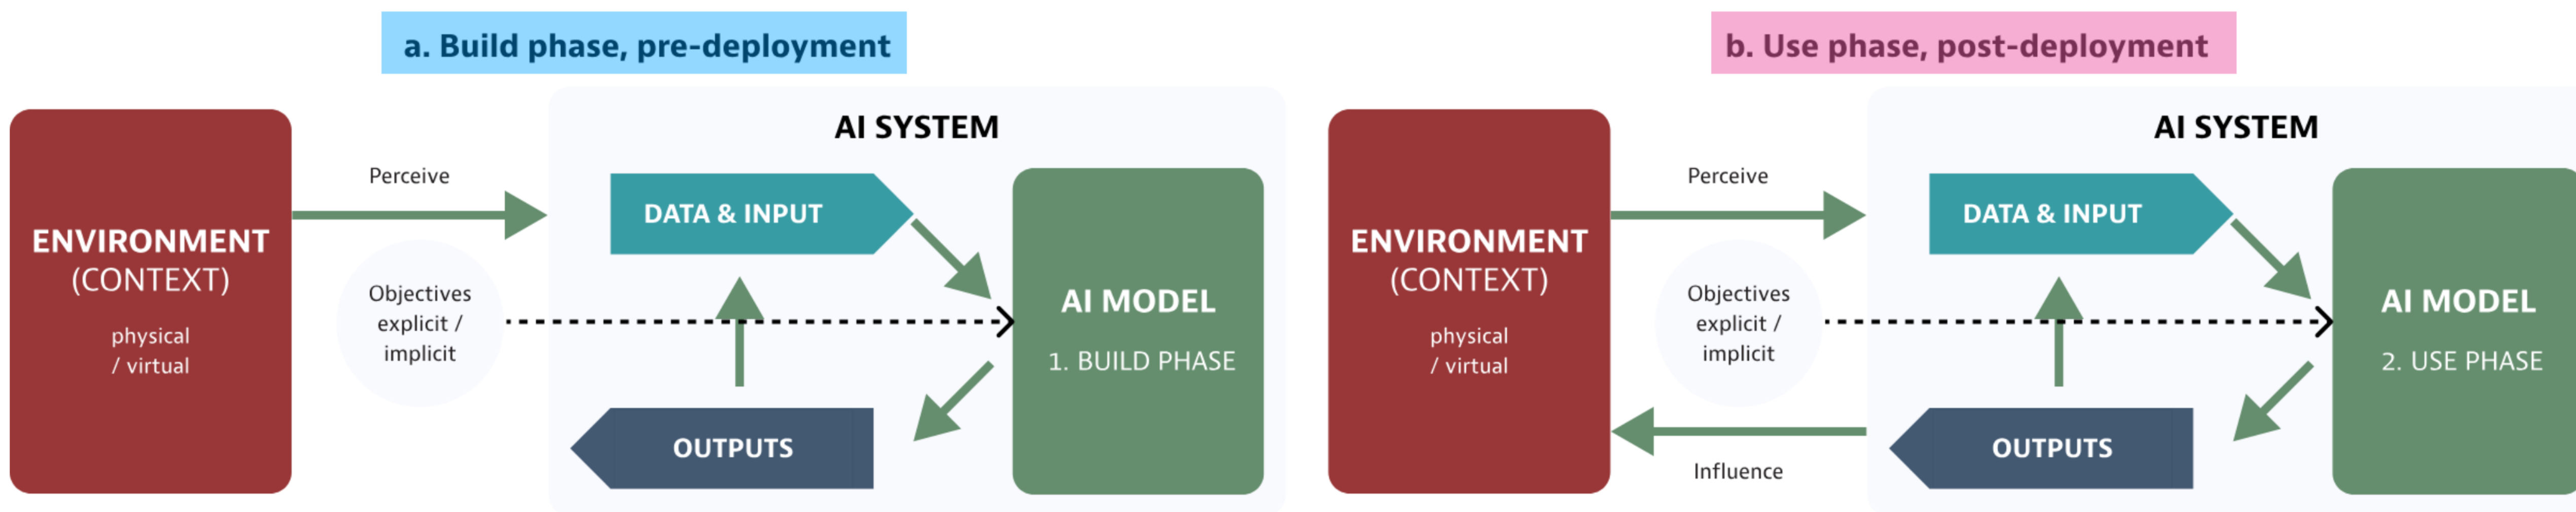 a. Build phase, pre-deployment
AI SYSTEM
Perceive
DATA & INPUT
ENVIRONMENT
(CONTEXT)
physical
/ virtual
Objectives
explicit /
implicit
AI MODEL
1. BUILD PHASE
OUTPUTS
b. Use phase, post-deployment
AI SYSTEM
Perceive
DATA & INPUT
ENVIRONMENT
(CONTEXT)
physical
/ virtual
Objectives
explicit /
implicit
AI MODEL
2. USE PHASE
OUTPUTS
Influence